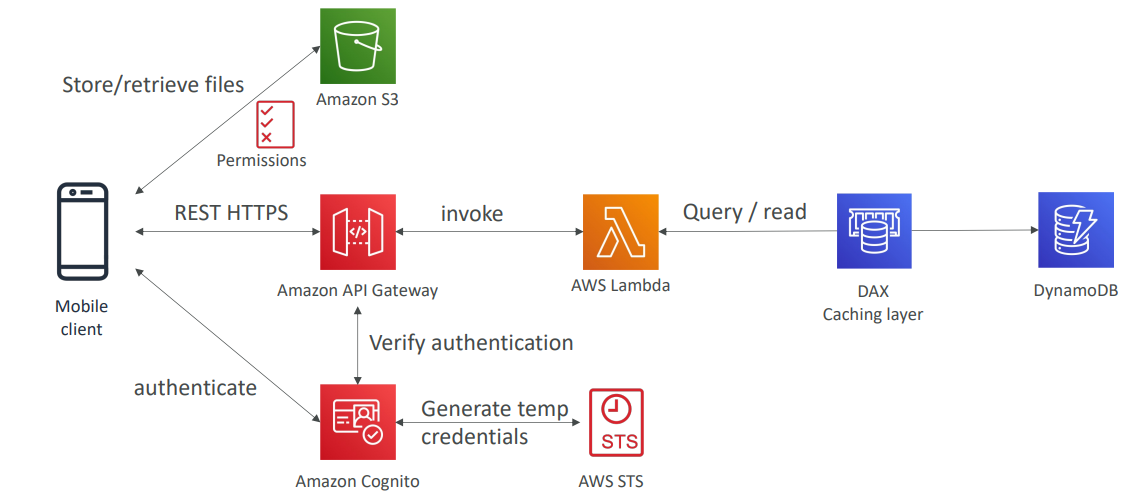 Store/retrieve files
Amazon S3
Permissions
REST HTTPS
invoke
Query / read
Mobile
client
Amazon API Gateway
</>
AWS Lambda
DAX
Caching layer
DynamoDB
Verify authentication
authenticate
Generate temp
credentials
STS
Amazon Cognito
AWS STS